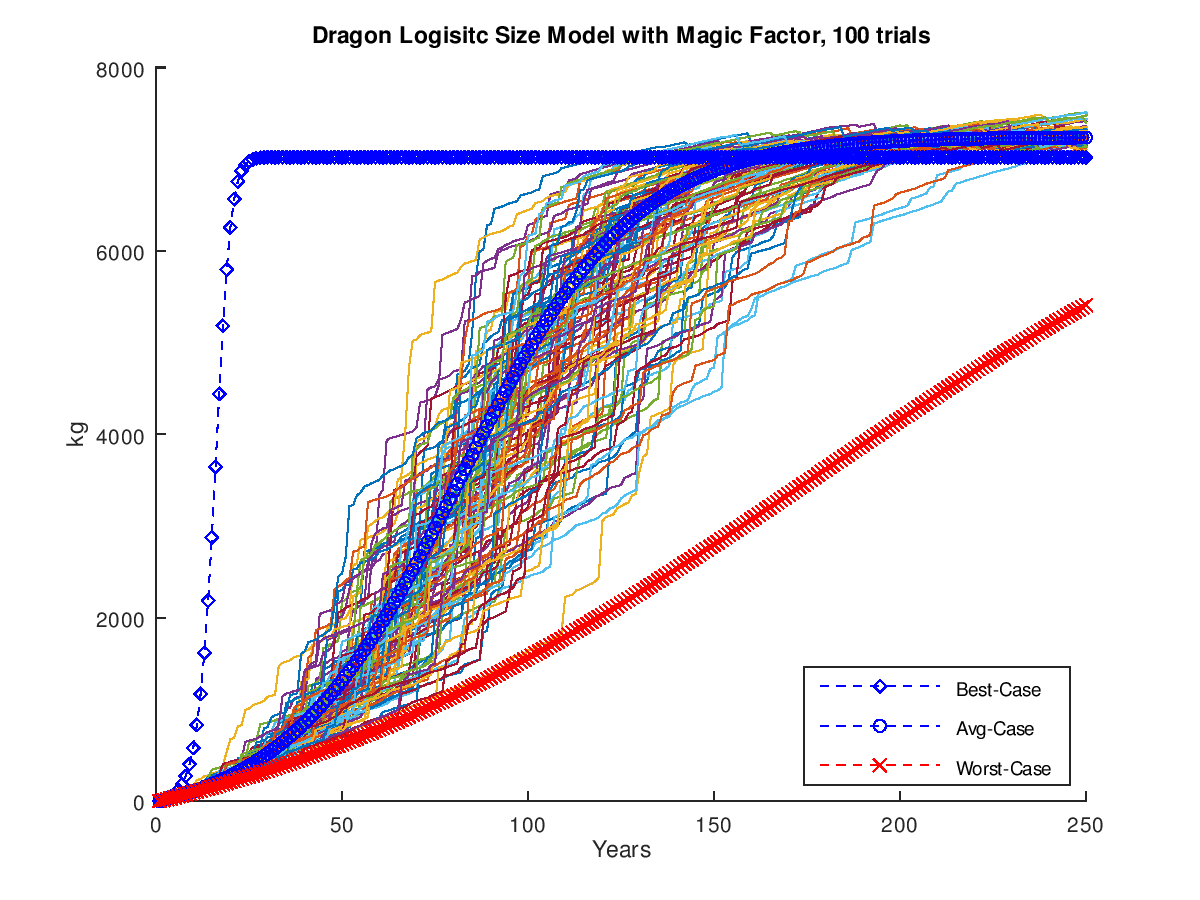 Dragon Logisitc Size Model with Magic Factor, 100 trials
8000
6000
4000
2000
0
kg
0 50 100 150 200 250
Years
Best-Case
Avg-Case
Worst-Case